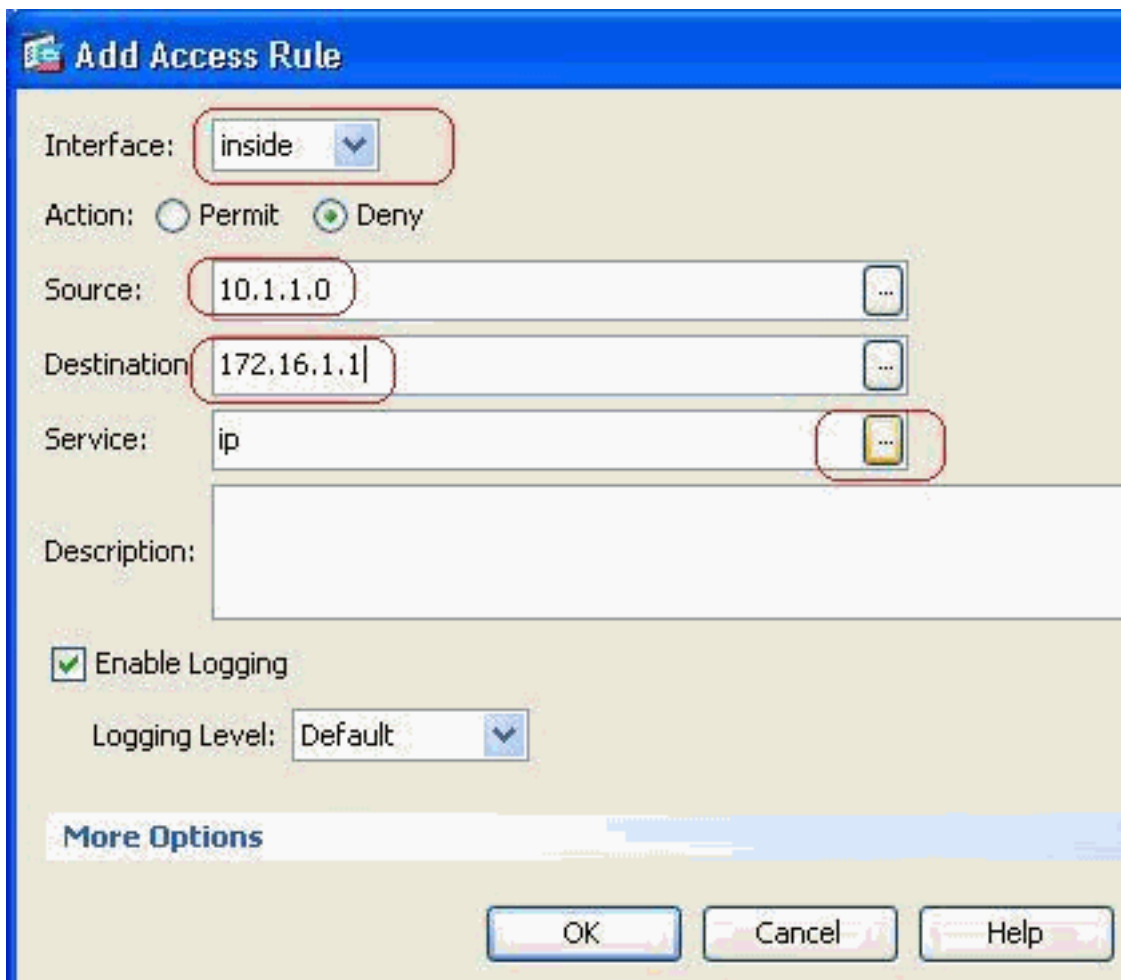 Add Access Rule
Interface: inside
Action: Permit Deny
Source: 10.1.1.0 ...
Destination 172.16.1.1 ...
Service: ip ...
Description:
Enable Logging
Logging Level: Default
More Options
OK Cancel Help